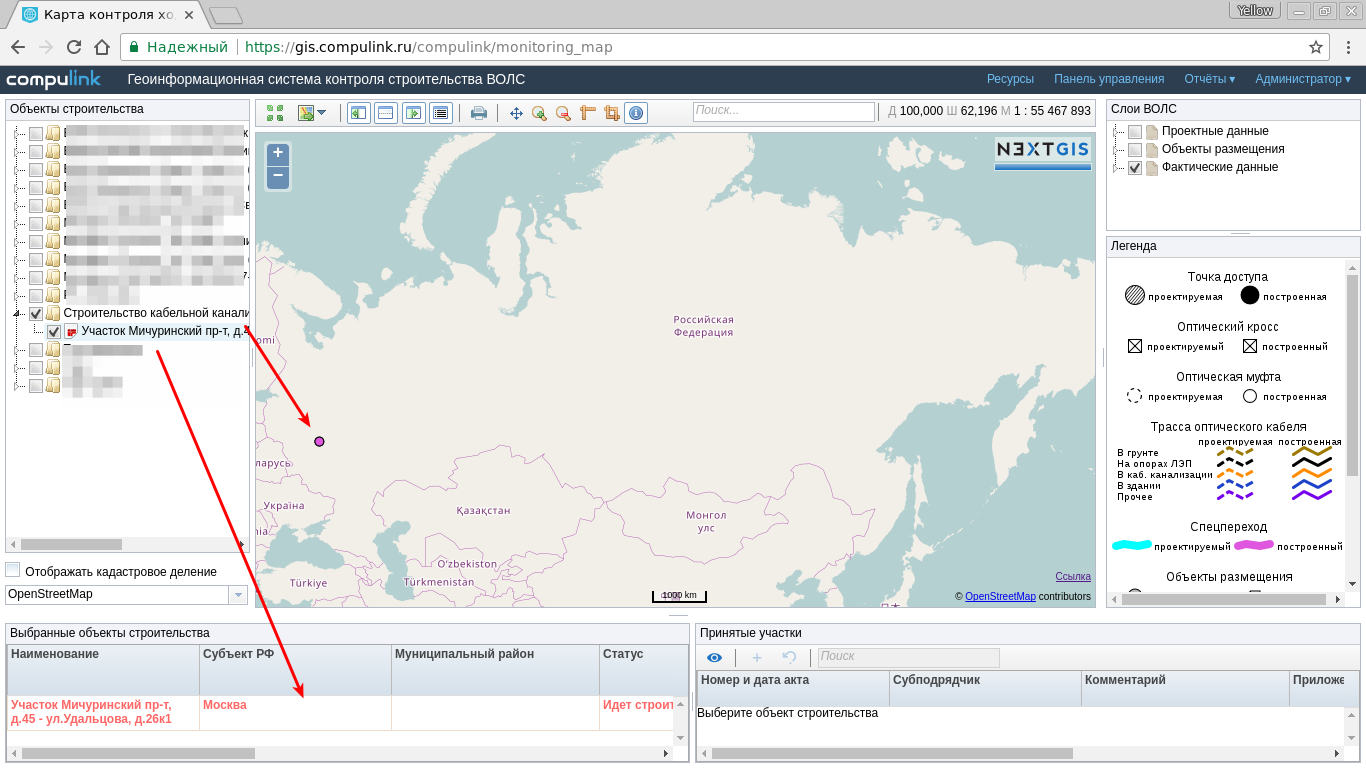 Карта контроля хо
Yellow
Надежный
https://gis.compulink.ru/compulink/monitoring_map
compulink
Геоинформационная система контроля строительства ВОЛС
Ресурсы
Панель управления
Отчёты ▾
Администратор ▾
Объекты строительства
Строительство кабельной канали
Участок Мичуринский пр-т, д.4
Отображать кадастровое деление
OpenStreetMap
Поиск...
Д 100,000 Ш 62,196 М 1 : 55 467 893
+
−
NEXTGIS
Российская
Федерация
omi
ларусь
Україна
nia
Қазақстан
Монгол
улс
Oʻzbekiston
Türkmenistan
Türkiye
日本
1000 km
Ссылка
© OpenStreetMap contributors
Слои ВОЛС
Проектные данные
Объекты размещения
Фактические данные
Легенда
Точка доступа
проектируемая построенная
Оптический кросс
проектируемый построенный
Оптическая муфта
проектируемая построенная
Трасса оптического кабеля
проектируемая построенная
В грунте
На опорах ЛЭП
В каб. канализации
В здании
Прочее
Спецпереход
проектируемый построенный
Объекты размещения
Выбранные объекты строительства
Наименование Субъект РФ Муниципальный район Статус
Участок Мичуринский пр-т, Москва Идет строит
д.45 - ул.Удальцова, д.26к1
Принятые участки
Поиск
Номер и дата акта Субподрядчик Комментарий Приложе
Выберите объект строительства